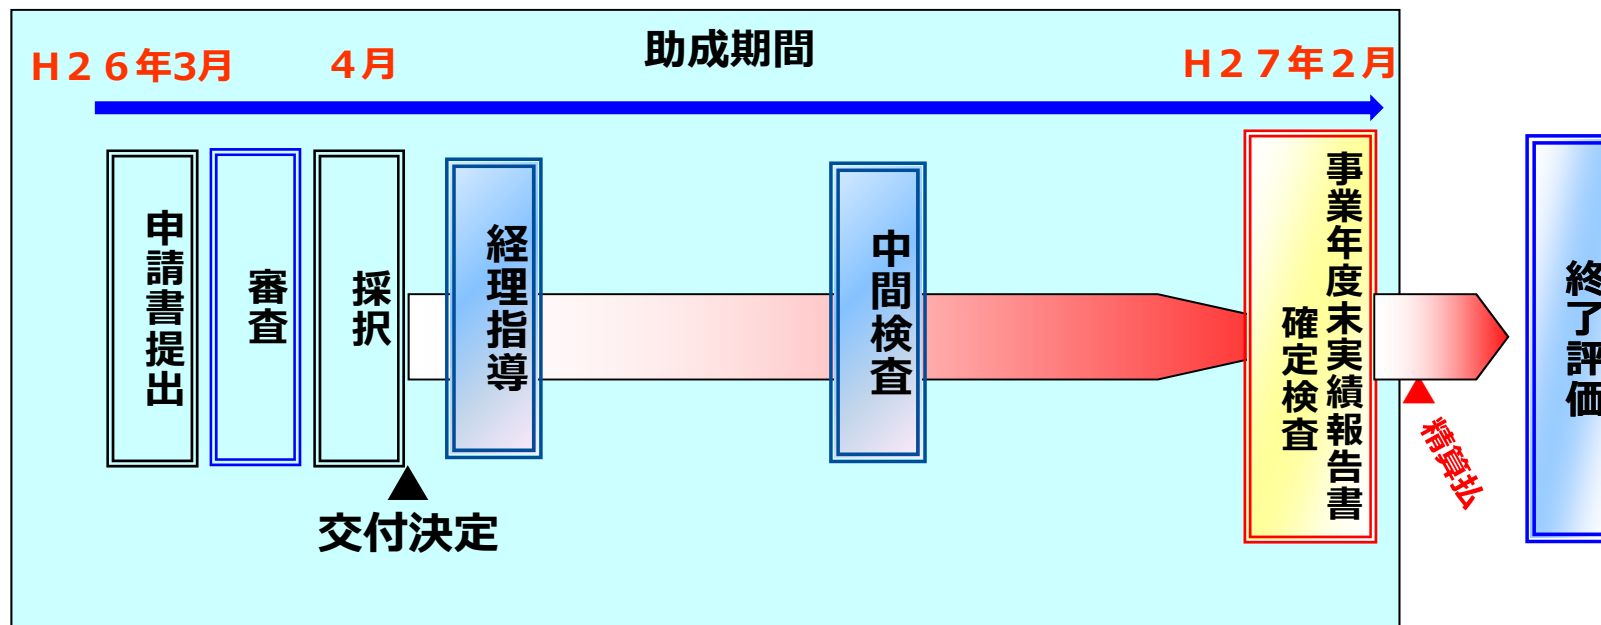 助成期間
Ｈ２６年3月
４月
Ｈ２７年２月
申請書提出
審査
採択
経理指導
中間検査
事業年度末実績報告書
確定検査
終了評価
交付決定
精算払